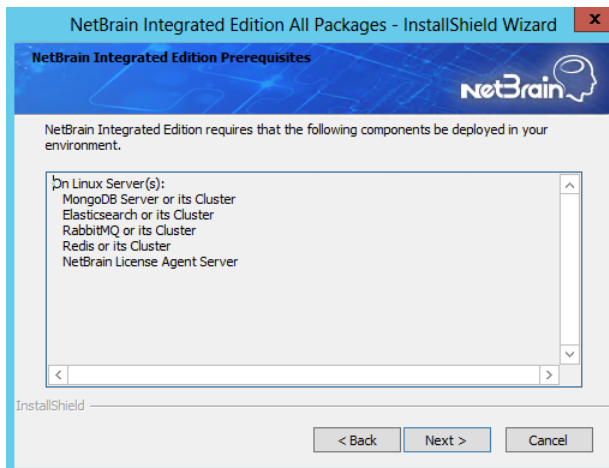 NetBrain Integrated Edition All Packages - InstallShield Wizard
x
NetBrain Integrated Edition Prerequisites
NetBrain
NetBrain Integrated Edition requires that the following components be deployed in your
environment.
On Linux Server(s):
MongoDB Server or its Cluster
Elasticsearch or its Cluster
RabbitMQ or its Cluster
Redis or its Cluster
NetBrain License Agent Server
InstallShield
< Back Next > Cancel